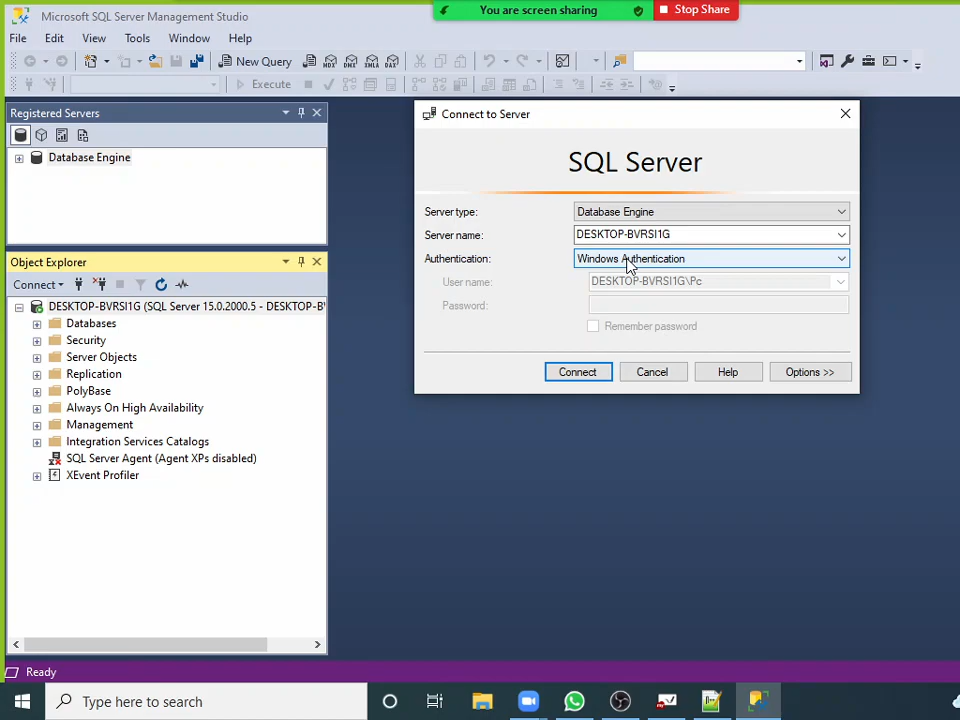 You are screen sharing
Stop Share
Microsoft SQL Server Management Studio
File Edit View Tools Window Help
New Query MDX DMX XMLA DAX
Execute
Registered Servers
Database Engine
Connect to Server
SQL Server
Server type: Database Engine
Server name: DESKTOP-BVRSI1G
Authentication: Windows Authentication
User name: DESKTOP-BVRSI1G\Pc
Password:
Remember password
Connect Cancel Help Options >>
Object Explorer
Connect
DESKTOP-BVRSI1G (SQL Server 15.0.2000.5 - DESKTOP-B
Databases
Security
Server Objects
Replication
PolyBase
Always On High Availability
Management
Integration Services Catalogs
SQL Server Agent (Agent XPs disabled)
XEvent Profiler
Ready
Type here to search